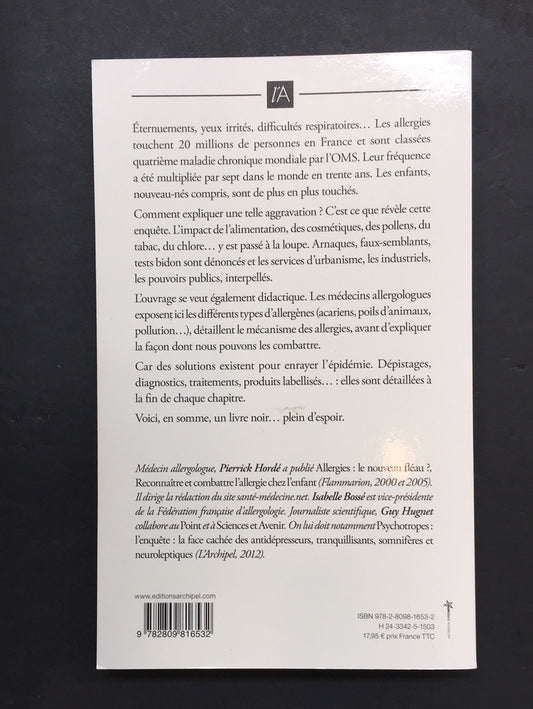 l'A
Éternuements, yeux irrités, difficultés respiratoires… Les allergies
touchent 20 millions de personnes en France et sont classées
quatrième maladie chronique mondiale par l'OMS. Leur fréquence
a été multipliée par sept dans le monde en trente ans. Les enfants,
nouveau-nés compris, sont de plus en plus touchés.
Comment expliquer une telle aggravation ? C'est ce que révèle cette
enquête. L'impact de l'alimentation, des cosmétiques, des pollens, du
tabac, du chlore… y est passé à la loupe. Arnaques, faux-semblants,
tests bidon sont dénoncés et les services d'urbanisme, les industriels,
les pouvoirs publics, interpellés.
L'ouvrage se veut également didactique. Les médecins allergologues
exposent ici les différents types d'allergènes (acariens, poils d'animaux,
pollution…), détaillent le mécanisme des allergies, avant d'expliquer
la façon dont nous pouvons les combattre.
Car des solutions existent pour enrayer l'épidémie. Dépistages,
diagnostics, traitements, produits labellisés… : elles sont détaillées à
la fin de chaque chapitre.
Voici, en somme, un livre noir… plein d'espoir.
Médecin allergologue, Pierrick Hordé a publié Allergies : le nouveau fléau ?,
Reconnaître et combattre l'allergie chez l'enfant (Flammarion, 2000 et 2005).
Il dirige la rédaction du site santé-médecine.net. Isabelle Bossé est vice-présidente
de la Fédération française d'allergologie. Journaliste scientifique, Guy Hugnet
collabore au Point et à Sciences et Avenir. On lui doit notamment Psychotropes :
l'enquête : la face cachée des antidépresseurs, tranquillisants, somnifères et
neuroleptiques (L'Archipel, 2012).
www.editionsarchipel.com
9 782809 816532
ISBN 978-2-8098-1653-2
H 24-3342-5-1503
17,95 € prix France TTC